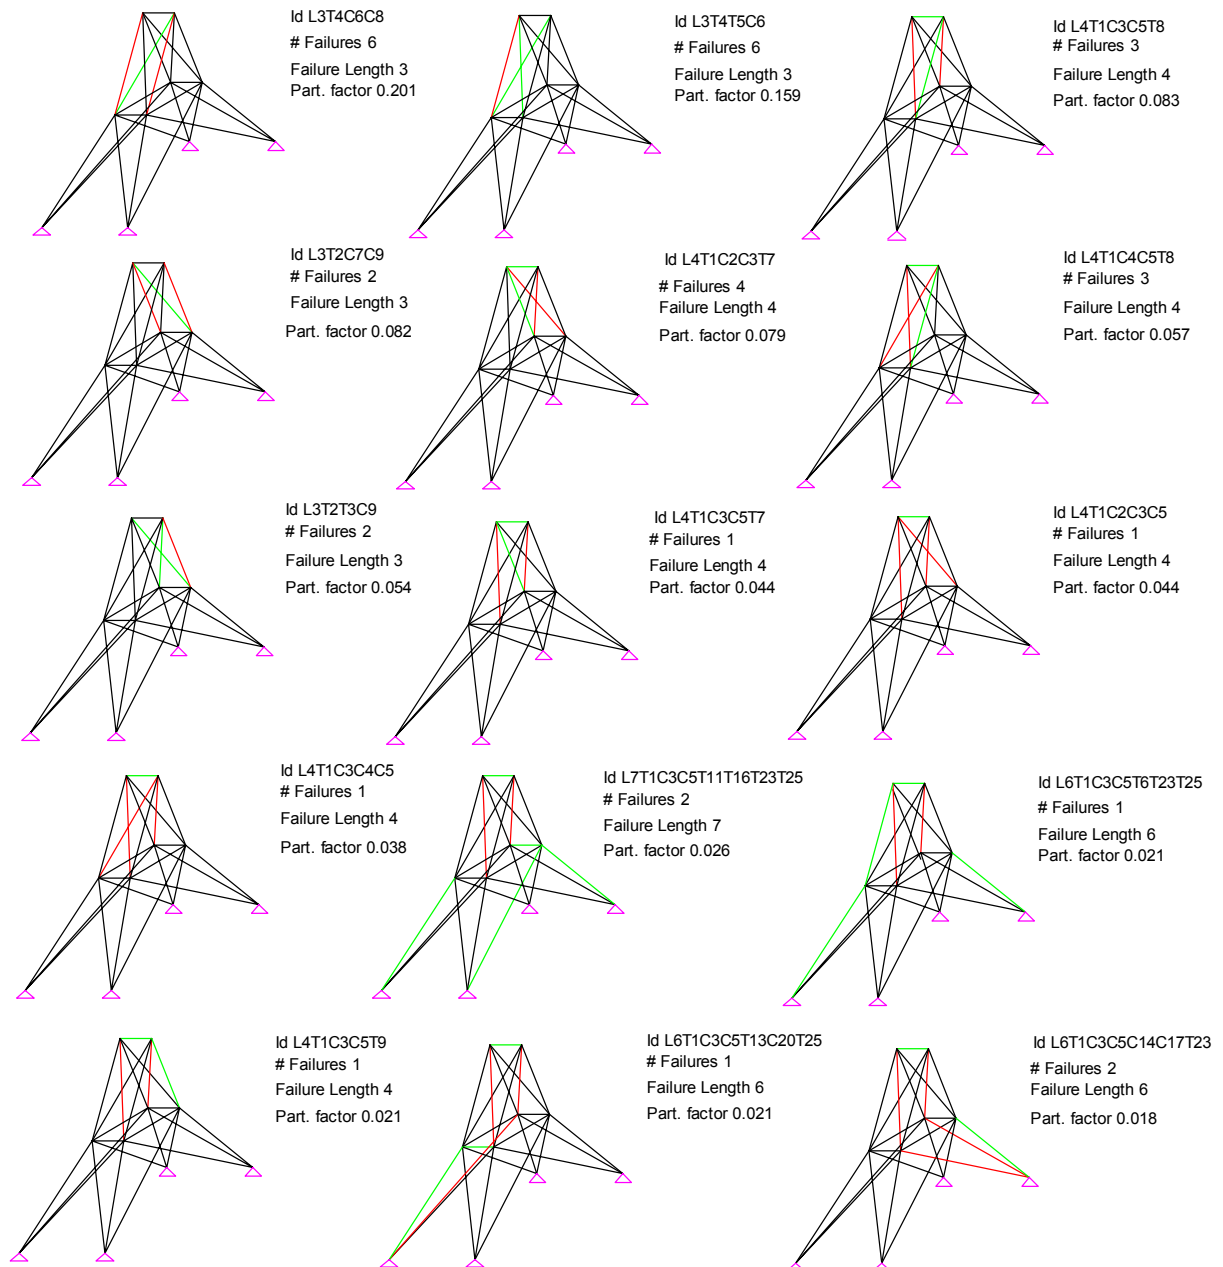 Id L3T4C6C8
# Failures 6
Failure Length 3
Part. factor 0.201
Id L3T4T5C6
# Failures 6
Failure Length 3
Part. factor 0.159
Id L4T1C3C5T8
# Failures 3
Failure Length 4
Part. factor 0.083
Id L3T2C7C9
# Failures 2
Failure Length 3
Part. factor 0.082
Id L4T1C2C3T7
# Failures 4
Failure Length 4
Part. factor 0.079
Id L4T1C4C5T8
# Failures 3
Failure Length 4
Part. factor 0.057
Id L3T2T3C9
# Failures 2
Failure Length 3
Part. factor 0.054
Id L4T1C3C5T7
# Failures 1
Failure Length 4
Part. factor 0.044
Id L4T1C2C3C5
# Failures 1
Failure Length 4
Part. factor 0.044
Id L4T1C3C4C5
# Failures 1
Failure Length 4
Part. factor 0.038
Id L7T1C3C5T11T16T23T25
# Failures 2
Failure Length 7
Part. factor 0.026
Id L6T1C3C5T6T23T25
# Failures 1
Failure Length 6
Part. factor 0.021
Id L4T1C3C5T9
# Failures 1
Failure Length 4
Part. factor 0.021
Id L6T1C3C5T13C20T25
# Failures 1
Failure Length 6
Part. factor 0.021
Id L6T1C3C5C14C17T23
# Failures 2
Failure Length 6
Part. factor 0.018